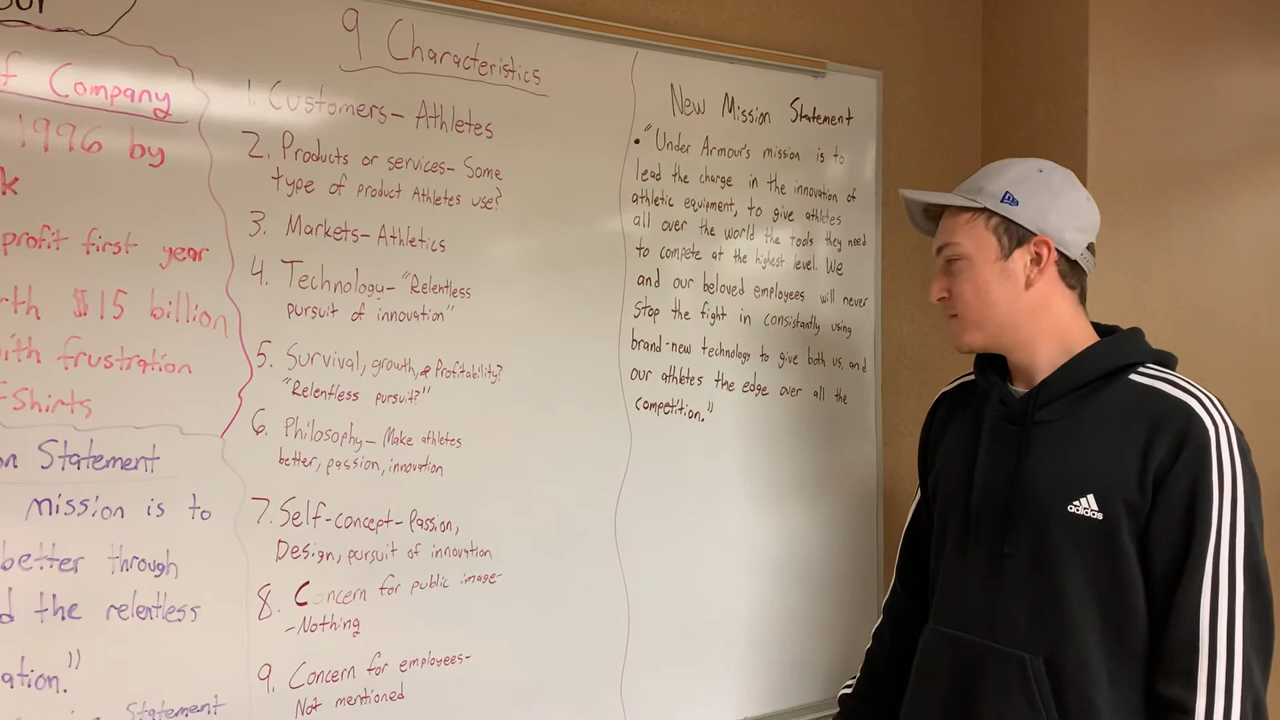 our
f Company
1996 by
k
profit first year
rth $15 billion
ith frustration
-Shirts
on Statement
mission is to
better through
d the relentless
ation."
Statement
9 Characteristics
1. Customers- Athletes
2. Products or services- Some
type of product Athletes use?
3. Markets- Athletics
4. Technology- "Relentless
pursuit of innovation"
5. Survival, growth, & Profitability?
"Relentless pursuit?"
6. Philosophy- Make athletes
better, passion, innovation
7. Self-concept- Passion,
Design, pursuit of innovation
8. Concern for public image-
-Nothing
9. Concern for employees-
Not mentioned
New Mission Statement
• "Under Armour's mission is to
lead the charge in the innovation of
athletic equipment, to give athletes
all over the world the tools they need
to compete at the highest level. We
and our beloved employees will never
stop the fight in consistantly using
brand-new technology to give both us, and
our athletes the edge over all the
competition."
adidas